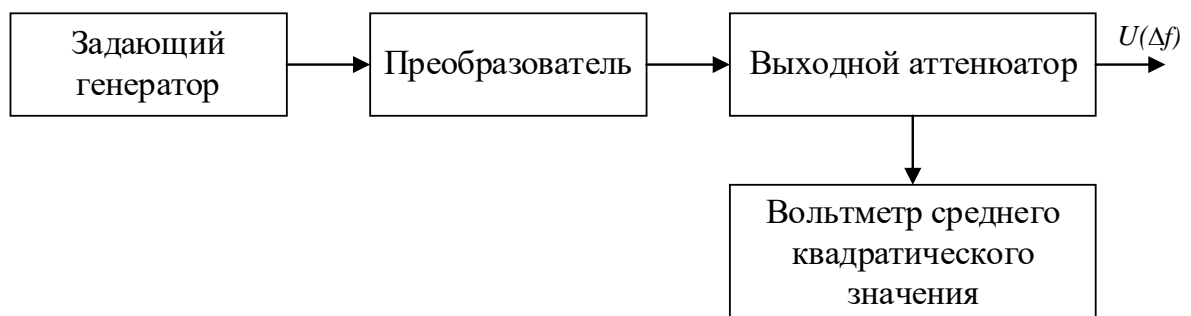 Задающий
генератор
Преобразователь
Выходной аттенюатор
U(Δf)
Вольтметр среднего
квадратического
значения